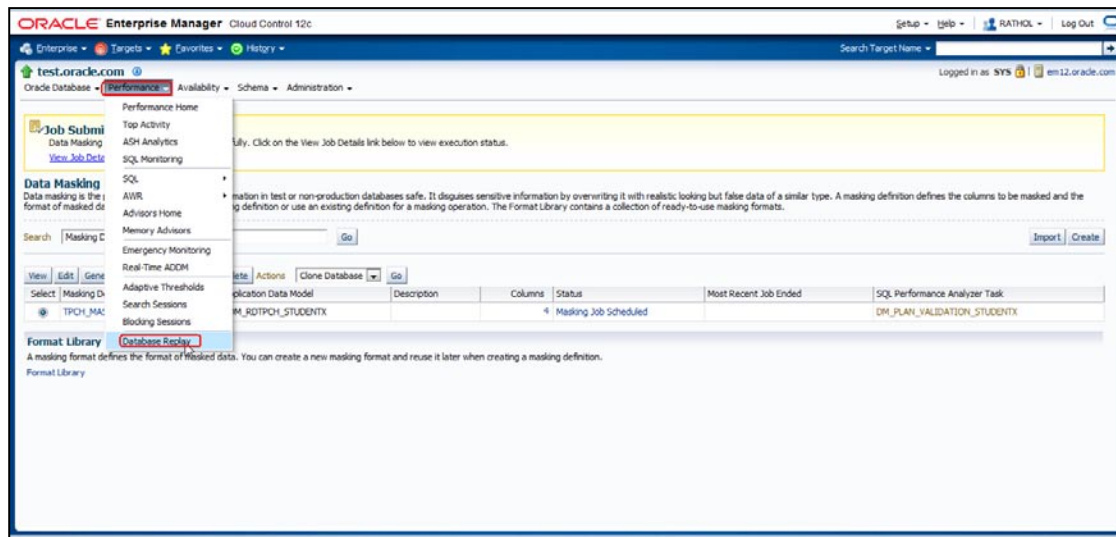 ORACLE Enterprise Manager Cloud Control 12c
Setup Help RATHOL Log Out
Enterprise Targets Favorites History
Search Target Name
test.oracle.com
Logged in as SYS em12.oracle.com
Oracle Database Performance Availability Schema Administration
Performance Home
Top Activity
ASH Analytics
SQL Monitoring
SQL
AWR
Advisors Home
Memory Advisors
Emergency Monitoring
Real-Time ADDM
Adaptive Thresholds
Search Sessions
Blocking Sessions
Database Replay
Job Submi
Data Masking fully. Click on the View Job Details link below to view execution status.
View Job Deta
Data Masking
Data masking is the mation in test or non-production databases safe. It disguises sensitive information by overwriting it with realistic looking but false data of a similar type. A masking definition defines the columns to be masked and the
format of masked da g definition or use an existing definition for a masking operation. The Format Library contains a collection of ready-to-use masking formats.
Search Masking D Go
Import Create
View Edit Gene lete Actions Clone Database Go
Select Masking D plication Data Model Description Columns Status Most Recent Job Ended SQL Performance Analyzer Task
TPCH_MAS M_RDTPCH_STUDENTX 4 Masking Job Scheduled DM_PLAN_VALIDATION_STUDENTX
Format Library
A masking format defines the format of masked data. You can create a new masking format and reuse it later when creating a masking definition.
Format Library